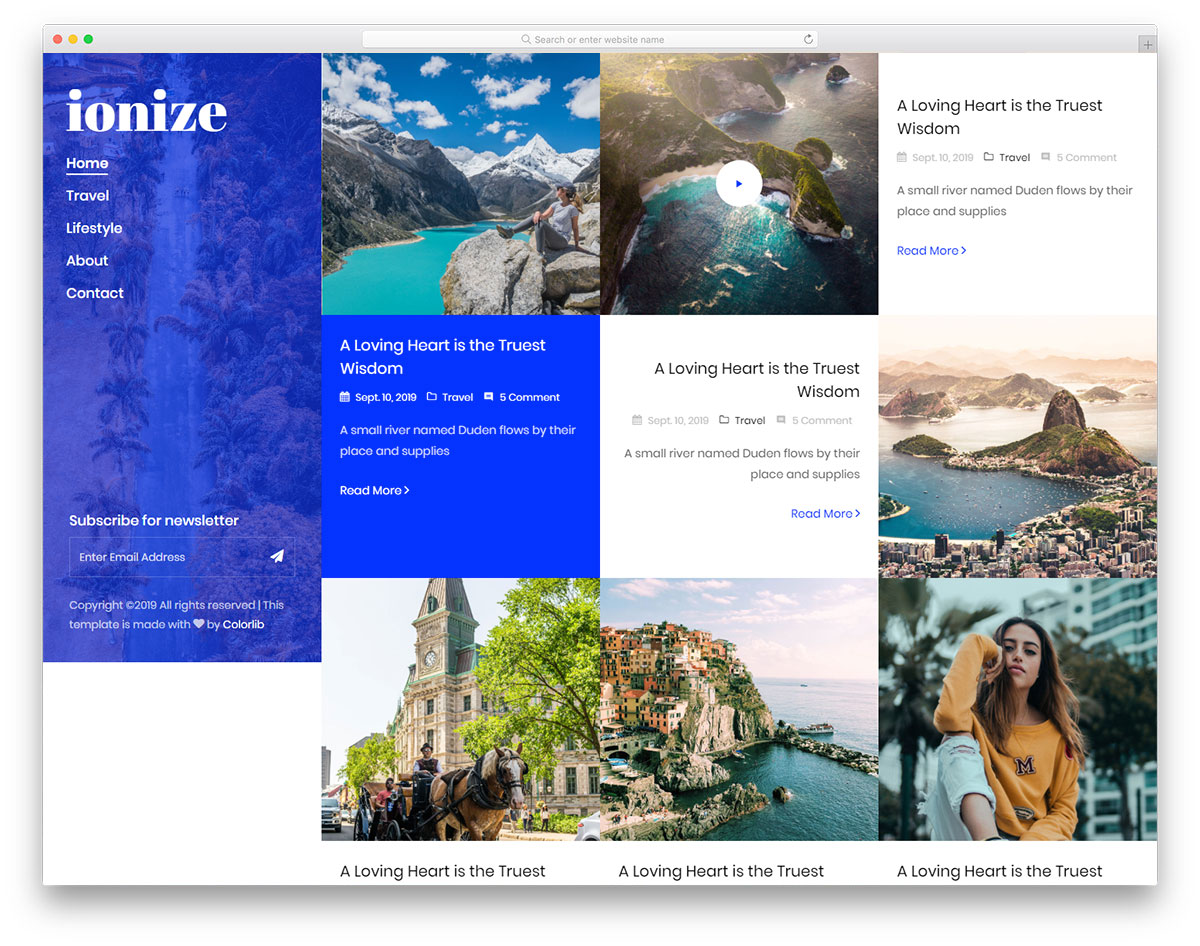 Search or enter website name
ionize
Home
Travel
Lifestyle
About
Contact
Subscribe for newsletter
Enter Email Address
Copyright ©2019 All rights reserved | This
template is made with ♥ by Colorlib
A Loving Heart is the Truest
Wisdom
Sept. 10, 2019 Travel 5 Comment
A small river named Duden flows by their
place and supplies
Read More >
A Loving Heart is the Truest
Wisdom
Sept. 10, 2019 Travel 5 Comment
A small river named Duden flows by their
place and supplies
Read More >
A Loving Heart is the Truest
Wisdom
Sept. 10, 2019 Travel 5 Comment
A small river named Duden flows by their
place and supplies
Read More >
M
A Loving Heart is the Truest
A Loving Heart is the Truest
A Loving Heart is the Truest